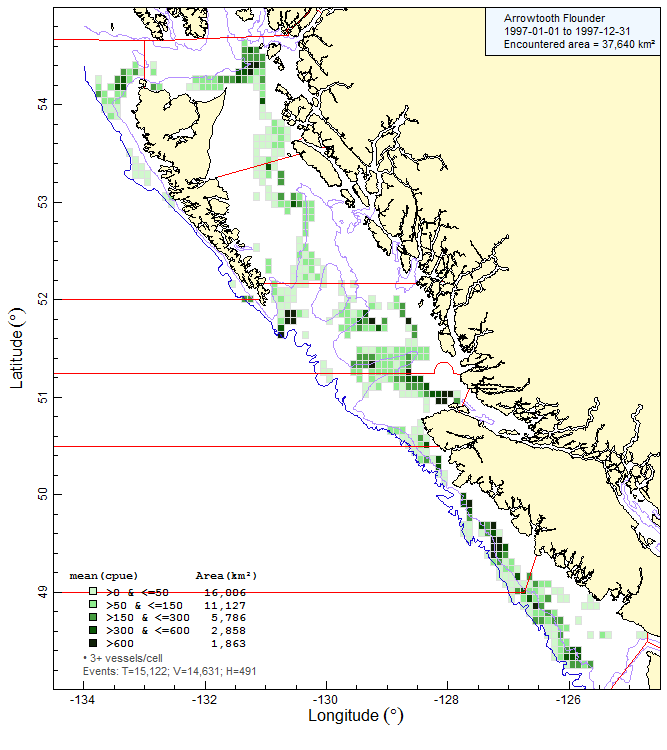 Arrowtooth Flounder
1997-01-01 to 1997-12-31
Encountered area = 37,640 km²
54
53
52
51
50
49
Latitude (°)
mean(cpue) Area(km²)
>0 & <=50 16,006
>50 & <=150 11,127
>150 & <=300 5,786
>300 & <=600 2,858
>600 1,863
• 3+ vessels/cell
Events: T=15,122; V=14,631; H=491
-134 -132 -130 -128 -126
Longitude (°)